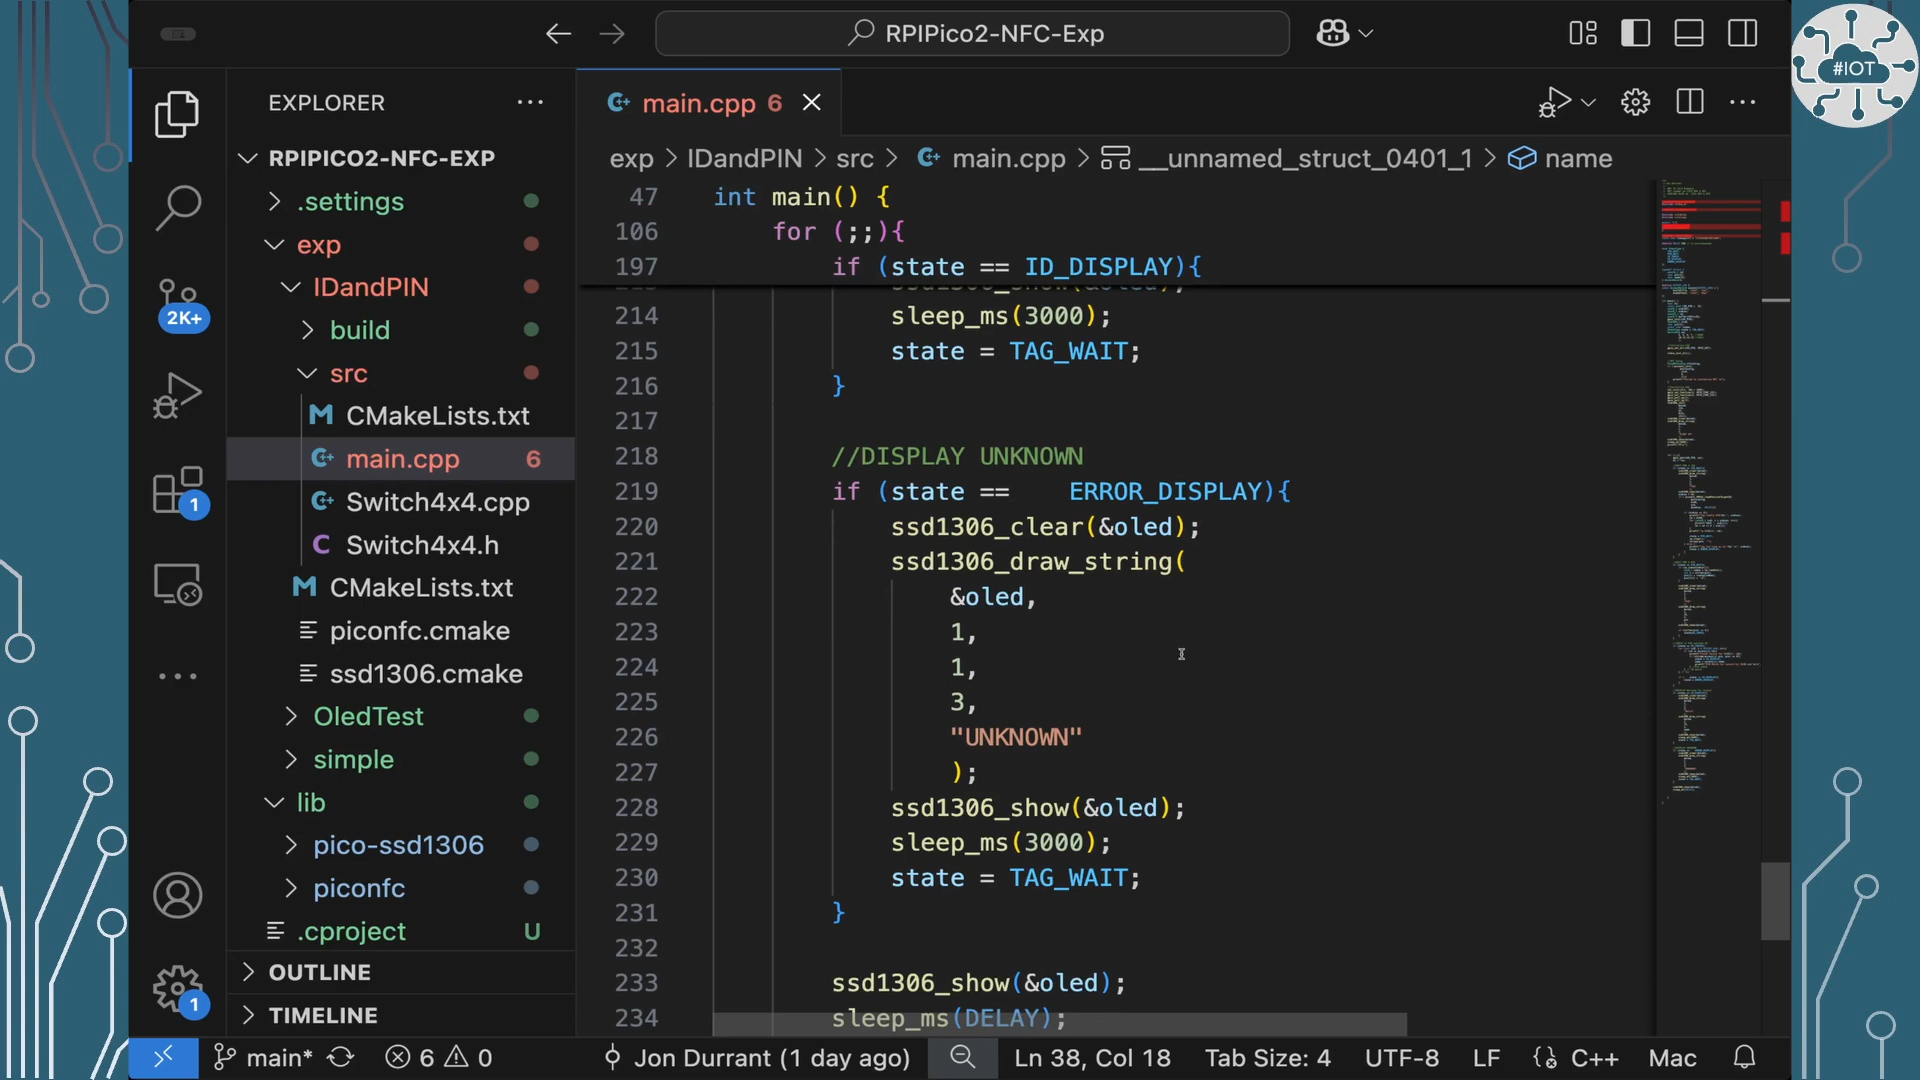 RPIPico2-NFC-Exp
#IOT
EXPLORER
RPIPICO2-NFC-EXP
.settings
exp
IDandPIN
build
src
CMakeLists.txt
main.cpp 6
Switch4x4.cpp
Switch4x4.h
CMakeLists.txt
piconfc.cmake
ssd1306.cmake
OledTest
simple
lib
pico-ssd1306
piconfc
.cproject U
OUTLINE
TIMELINE
2K+
1
1
main.cpp 6
exp > IDandPIN > src > main.cpp > __unnamed_struct_0401_1 > name
47 int main() {
106 for (;;){
197 if (state == ID_DISPLAY){
214 sleep_ms(3000);
215 state = TAG_WAIT;
216 }
217
218 //DISPLAY UNKNOWN
219 if (state == ERROR_DISPLAY){
220 ssd1306_clear(&oled);
221 ssd1306_draw_string(
222 &oled,
223 1,
224 1,
225 3,
226 "UNKNOWN"
227 );
228 ssd1306_show(&oled);
229 sleep_ms(3000);
230 state = TAG_WAIT;
231 }
232
233 ssd1306_show(&oled);
234 sleep_ms(DELAY);
main* 6 0 Jon Durrant (1 day ago) Ln 38, Col 18 Tab Size: 4 UTF-8 LF C++ Mac